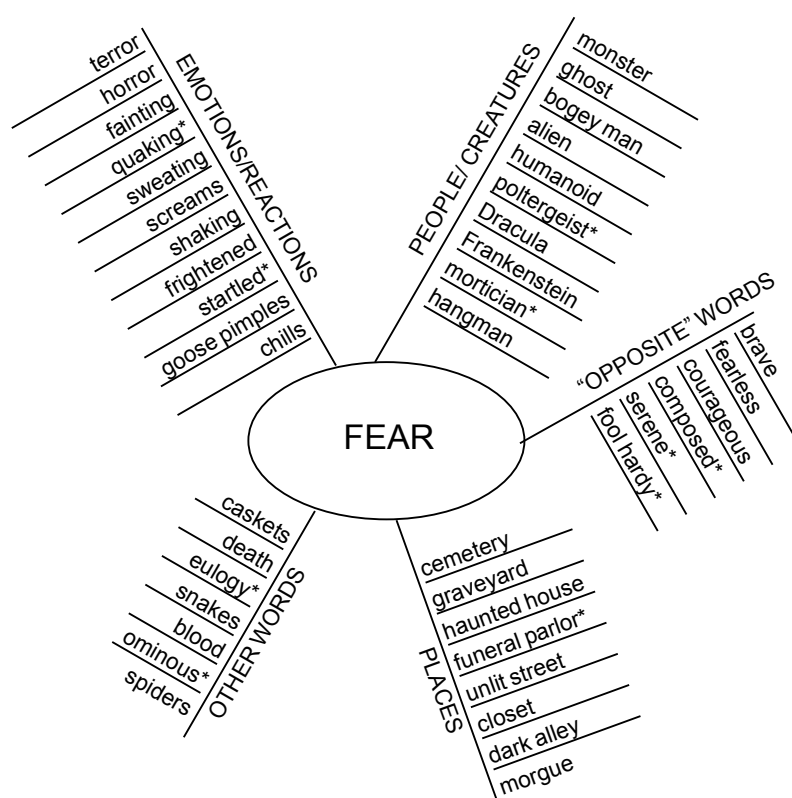 EMOTIONS/REACTIONS
terror
horror
fainting
quaking*
sweating
screams
shaking
frightened
startled*
goose pimples
chills
PEOPLE/ CREATURES
monster
ghost
bogey man
alien
humanoid
poltergeist*
Dracula
Frankenstein
mortician*
hangman
"OPPOSITE" WORDS
brave
fearless
courageous
composed*
serene*
fool hardy*
FEAR
OTHER WORDS
caskets
death
eulogy*
snakes
blood
ominous*
spiders
PLACES
cemetery
graveyard
haunted house
funeral parlor*
unlit street
closet
dark alley
morgue